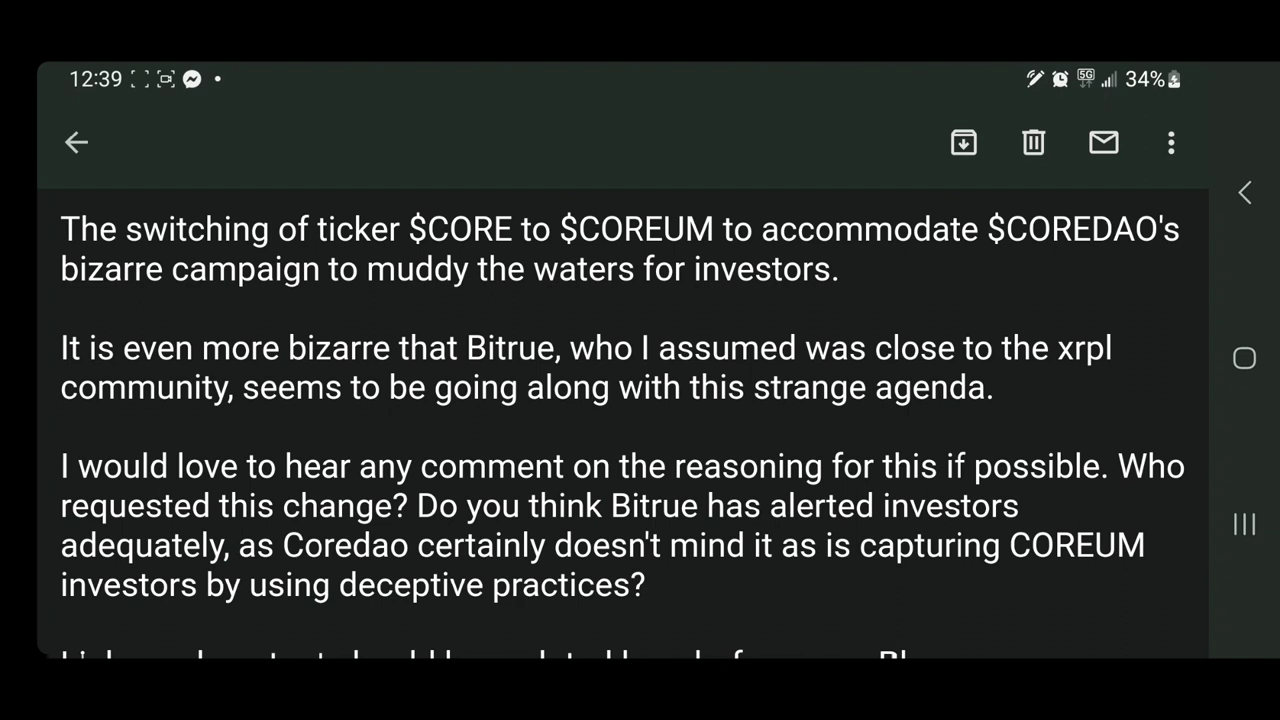 12:39
5G
34%
The switching of ticker $CORE to $COREUM to accommodate $COREDAO's
bizarre campaign to muddy the waters for investors.
It is even more bizarre that Bitrue, who I assumed was close to the xrpl
community, seems to be going along with this strange agenda.
I would love to hear any comment on the reasoning for this if possible. Who
requested this change? Do you think Bitrue has alerted investors
adequately, as Coredao certainly doesn't mind it as is capturing COREUM
investors by using deceptive practices?